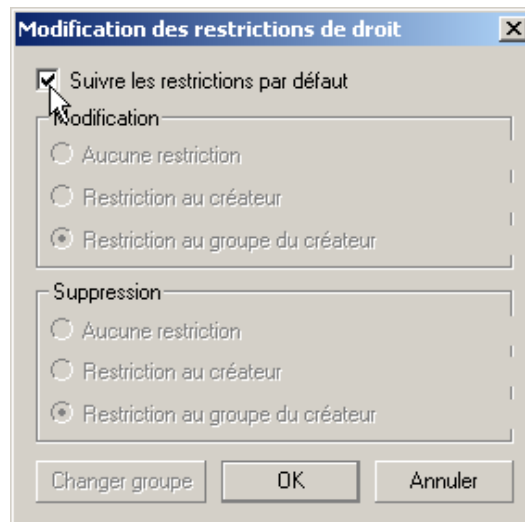 Modification des restrictions de droit
Suivre les restrictions par défaut
Modification
Aucune restriction
Restriction au créateur
Restriction au groupe du créateur
Suppression
Aucune restriction
Restriction au créateur
Restriction au groupe du créateur
Changer groupe OK Annuler